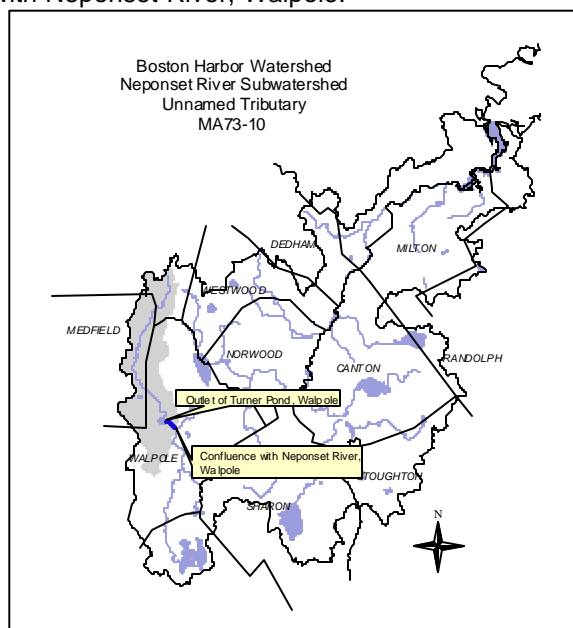 with Neponset River, Walpole.
Boston Harbor Watershed
Neponset River Subwatershed
Unnamed Tributary
MA73-10
DEDHAM
MILTON
WESTWOOD
MEDFIELD
NORWOOD
CANTON
RANDOLPH
Outlet of Turner Pond, Walpole
WALPOLE
Confluence with Neponset River,
Walpole
STOUGHTON
SHARON
N